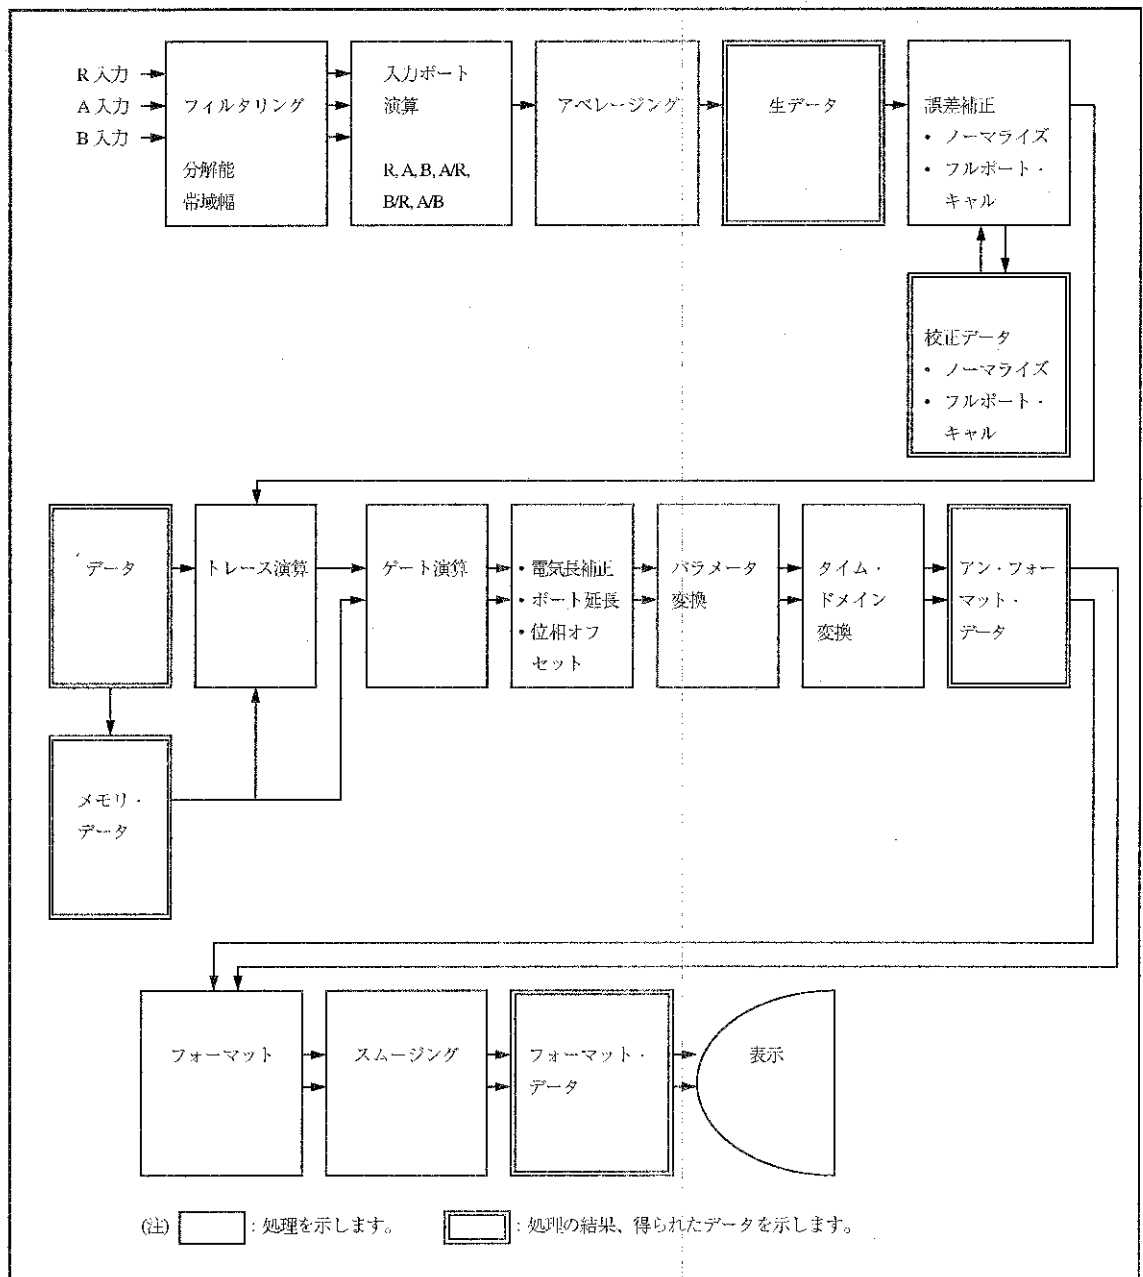 R 入力
A 入力
B 入力
フィルタリング
分解能
帯域幅
入力ポート
演算
R, A, B, A/R,
B/R, A/B
アベレージング
生データ
誤差補正
• ノーマライズ
• フルポート・
キャル
校正データ
• ノーマライズ
• フルポート・
キャル
データ
トレース演算
ゲート演算
• 電気長補正
• ポート延長
• 位相オフ
セット
パラメータ
変換
タイム・
ドメイン
変換
アン・フォー
マット・
データ
メモリ・
データ
フォーマット
スムージング
フォーマット・
データ
表示
(注) : 処理を示します。
: 処理の結果、得られたデータを示します。